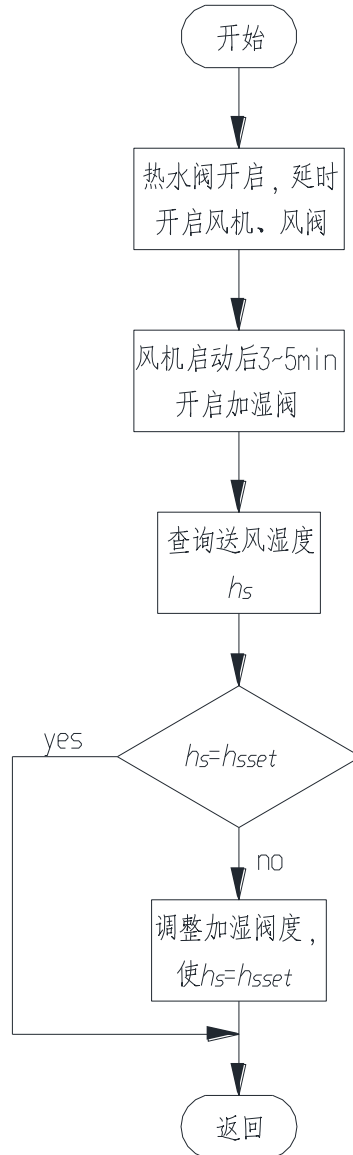 开始
热水阀开启，延时
开启风机、风阀
风机启动后3~5min
开启加湿阀
查询送风湿度
hs
yes
hs=hsset
no
调整加湿阀度，
使hs=hsset
返回